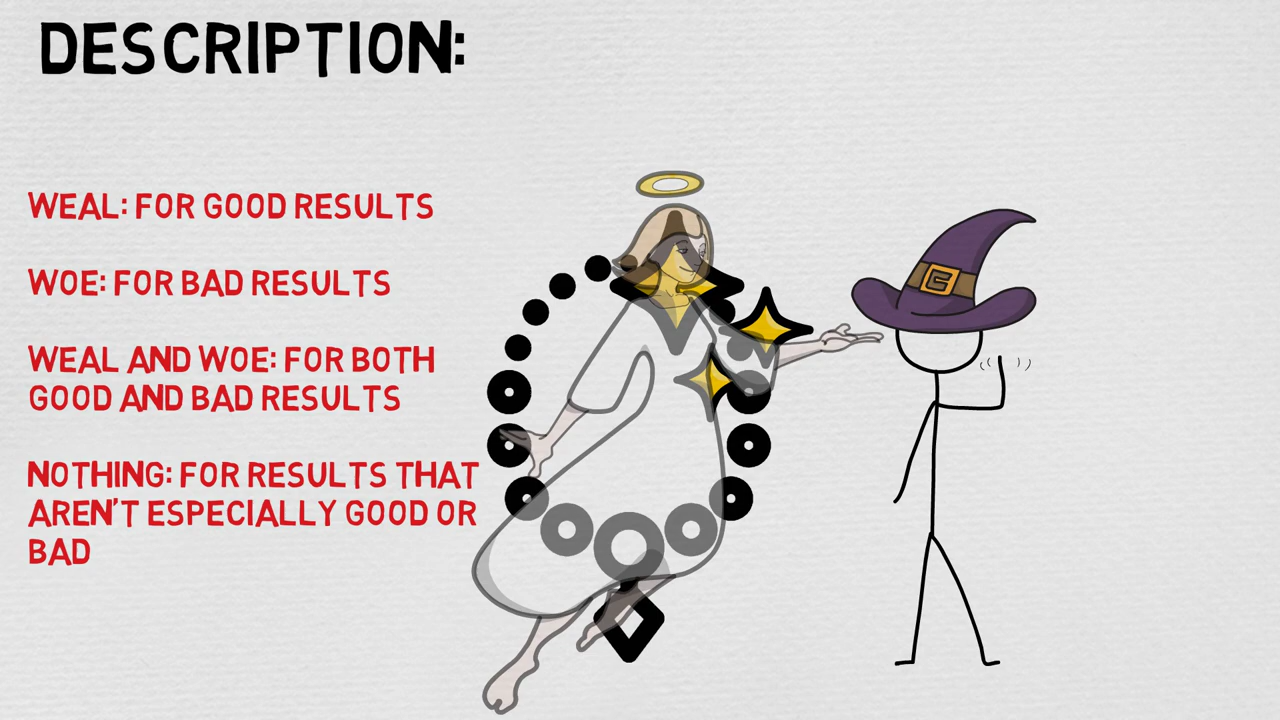 DESCRIPTION:
WEAL: FOR GOOD RESULTS
WOE: FOR BAD RESULTS
WEAL AND WOE: FOR BOTH
GOOD AND BAD RESULTS
NOTHING: FOR RESULTS THAT
AREN'T ESPECIALLY GOOD OR
BAD